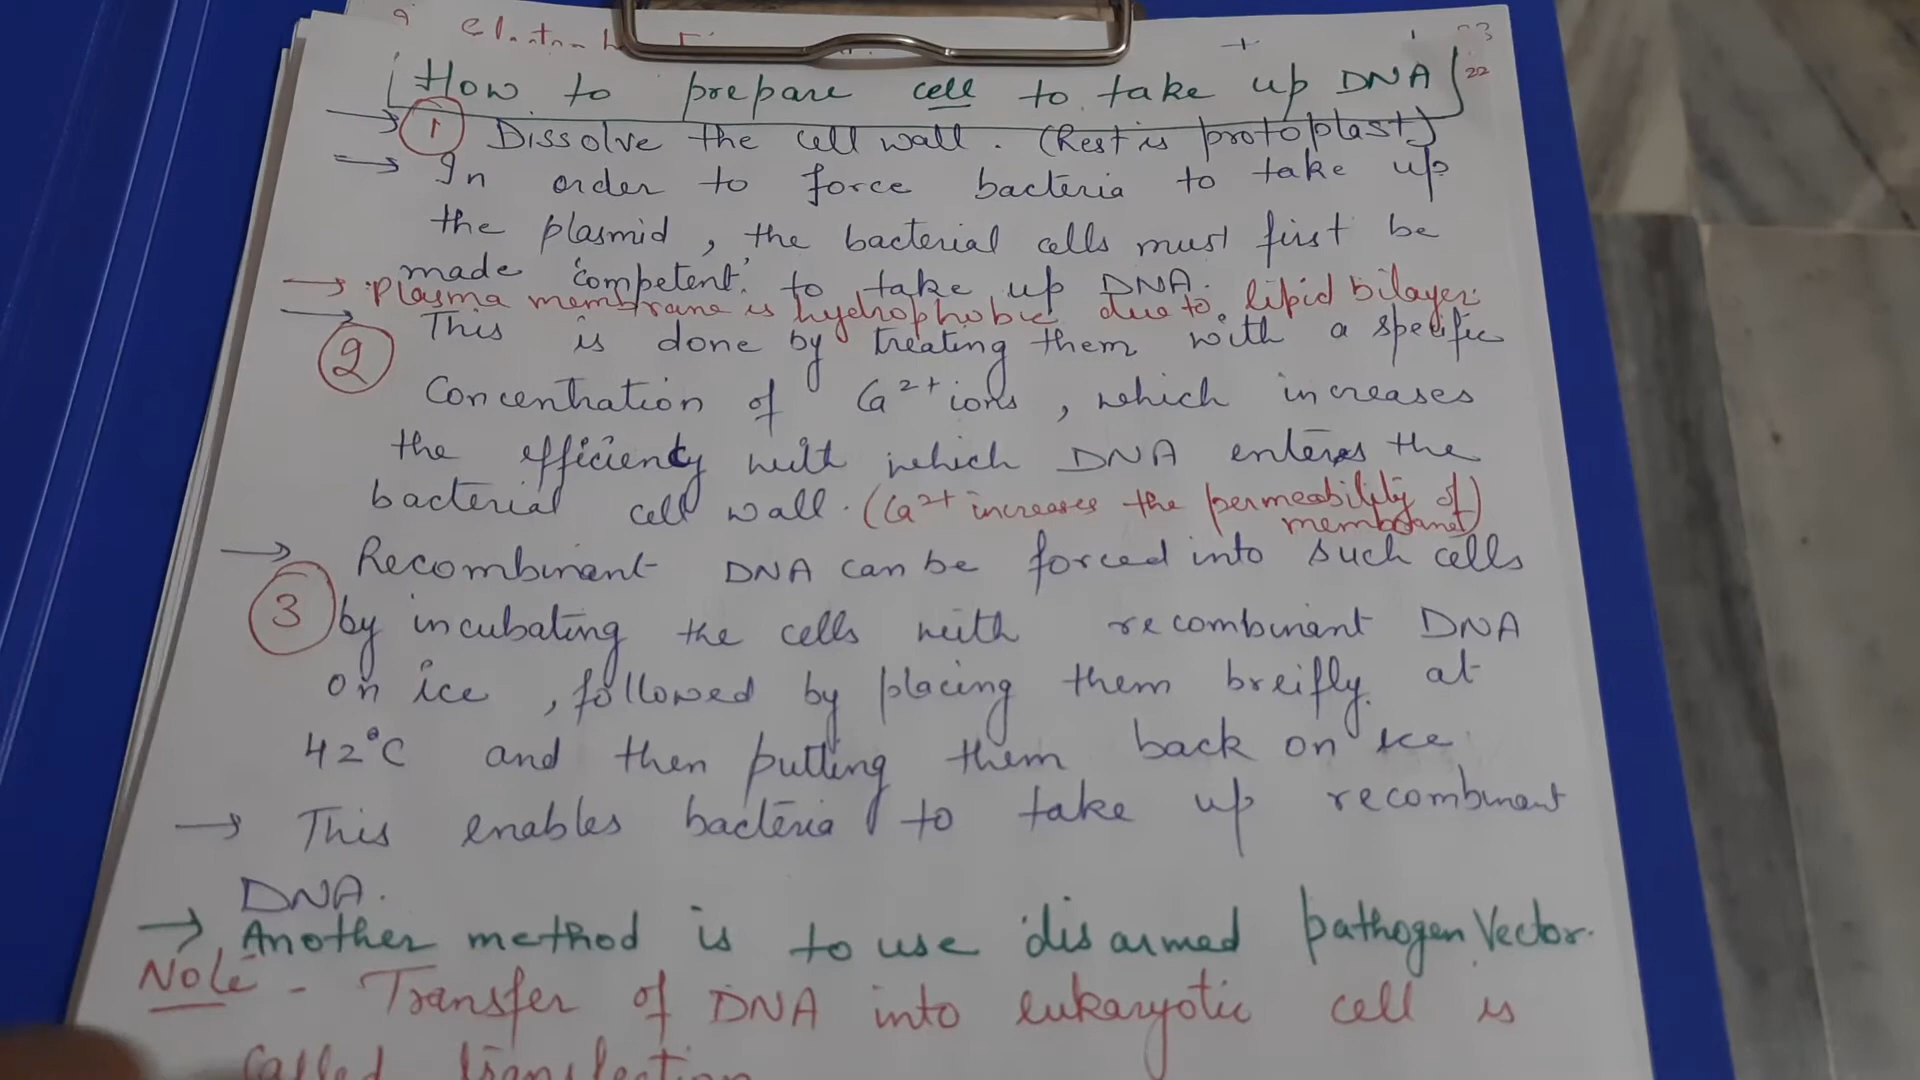 How to prepare cell to take up DNA
22
1 Dissolve the cell wall. (Rest is protoplast)
→ In order to force bacteria to take up
the plasmid, the bacterial cells must first be
made 'competent' to take up DNA.
→ Plasma membrane is hydrophobic due to lipid bilayer.
→ This is done by treating them with a specific
2
Concentration of Ca2+ ions, which increases
the efficiency with which DNA enters the
bacterial cell wall. (Ca2+ increases the permeability of
membrane)
→ Recombinant DNA can be forced into such cells
3 by incubating the cells with recombinant DNA
on ice, followed by placing them breifly at
42°C and then putting them back on ice.
→ This enables bacteria to take up recombinant
DNA.
→ Another method is to use 'disarmed pathogen Vector.
Note - Transfer of DNA into eukaryotic cell is
called